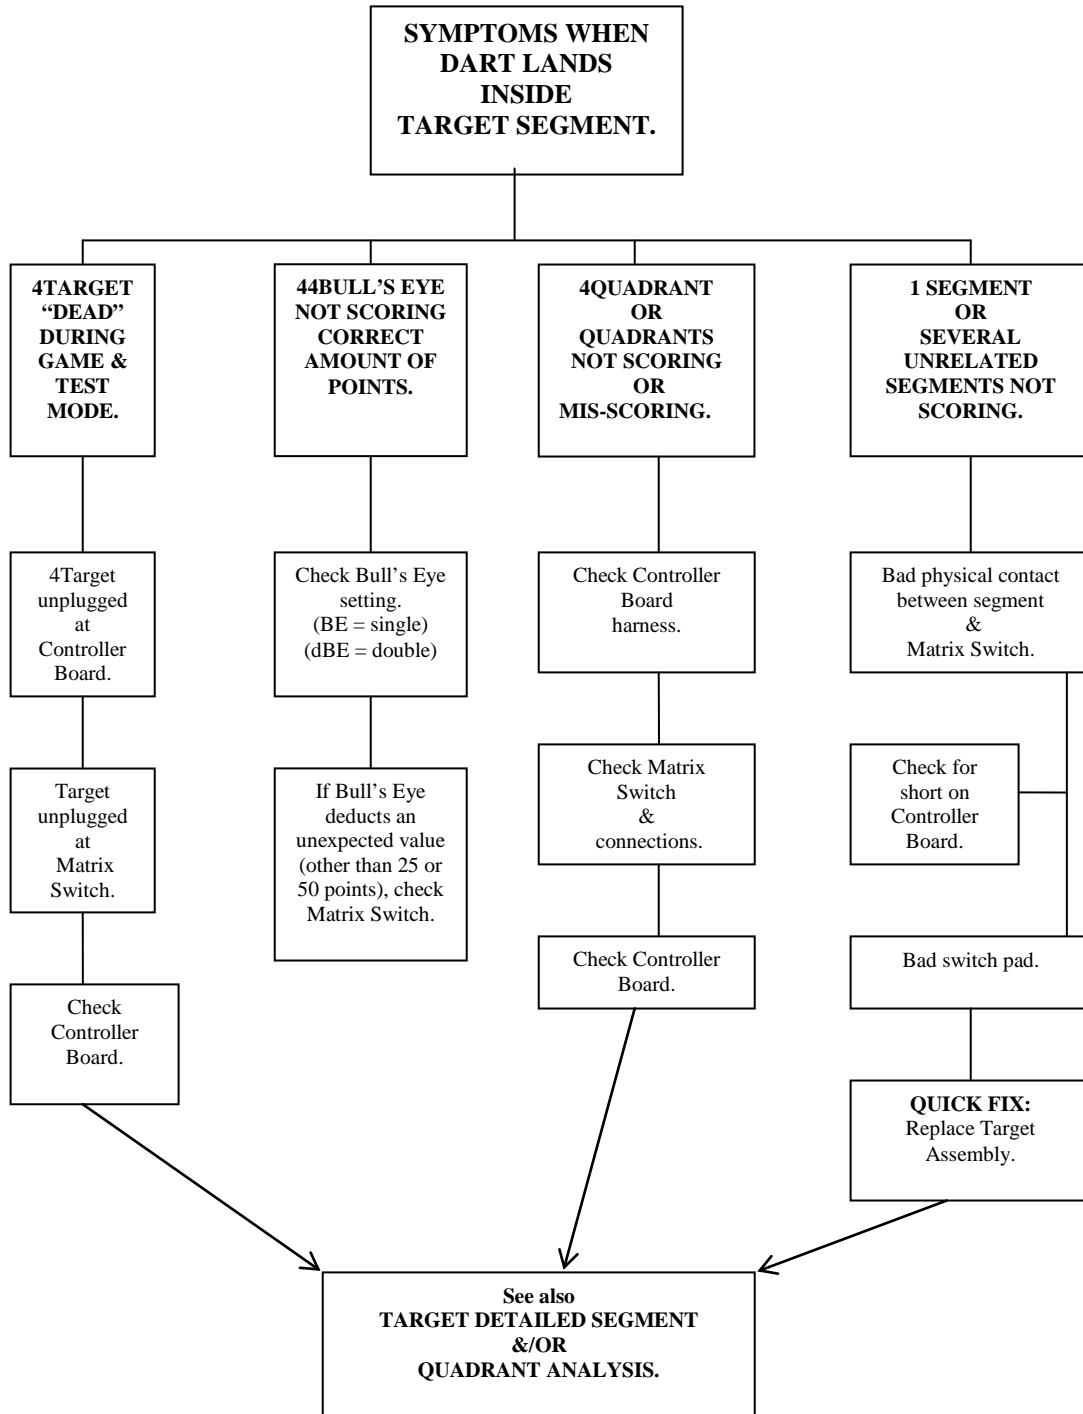 SYMPTOMS WHEN
DART LANDS
INSIDE
TARGET SEGMENT.
4TARGET
“DEAD”
DURING
GAME &
TEST
MODE.
44BULL’S EYE
NOT SCORING
CORRECT
AMOUNT OF
POINTS.
4QUADRANT
OR
QUADRANTS
NOT SCORING
OR
MIS-SCORING.
1 SEGMENT
OR
SEVERAL
UNRELATED
SEGMENTS NOT
SCORING.
4Target
unplugged
at
Controller
Board.
Check Bull’s Eye
setting.
(BE = single)
(dBE = double)
Check Controller
Board
harness.
Bad physical contact
between segment
&
Matrix Switch.
Target
unplugged
at
Matrix
Switch.
If Bull’s Eye
deducts an
unexpected value
(other than 25 or
50 points), check
Matrix Switch.
Check Matrix
Switch
&
connections.
Check for
short on
Controller
Board.
Check
Controller
Board.
Check Controller
Board.
Bad switch pad.
QUICK FIX:
Replace Target
Assembly.
See also
TARGET DETAILED SEGMENT
&/OR
QUADRANT ANALYSIS.